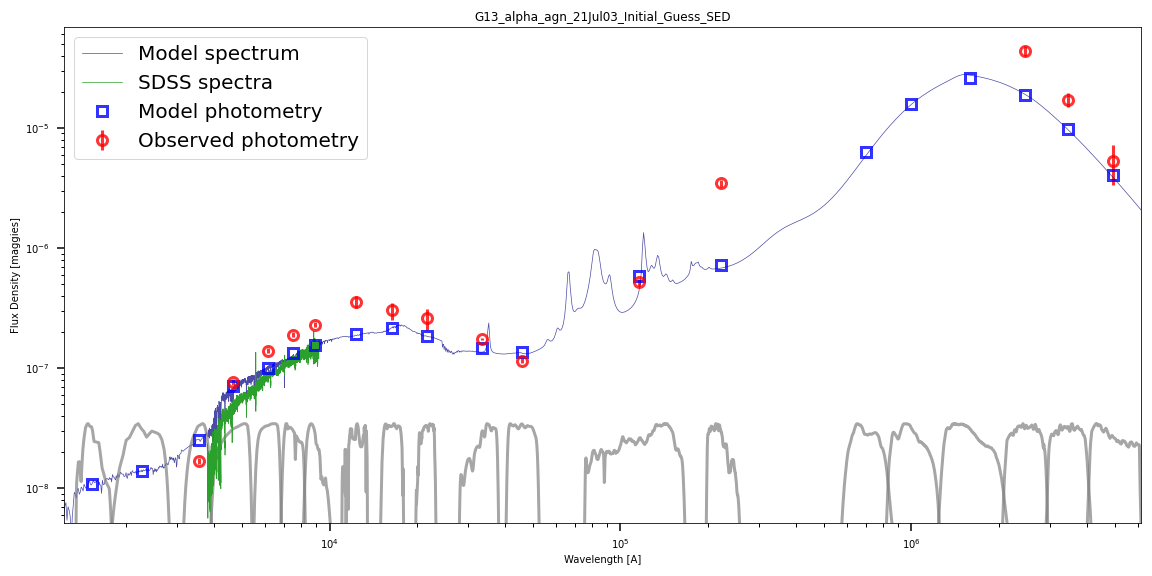 G13_alpha_agn_21Jul03_Initial_Guess_SED
Model spectrum
SDSS spectra
Model photometry
Observed photometry
Flux Density [maggies]
10⁻⁵
10⁻⁶
10⁻⁷
10⁻⁸
10⁴
10⁵
10⁶
Wavelength [A]